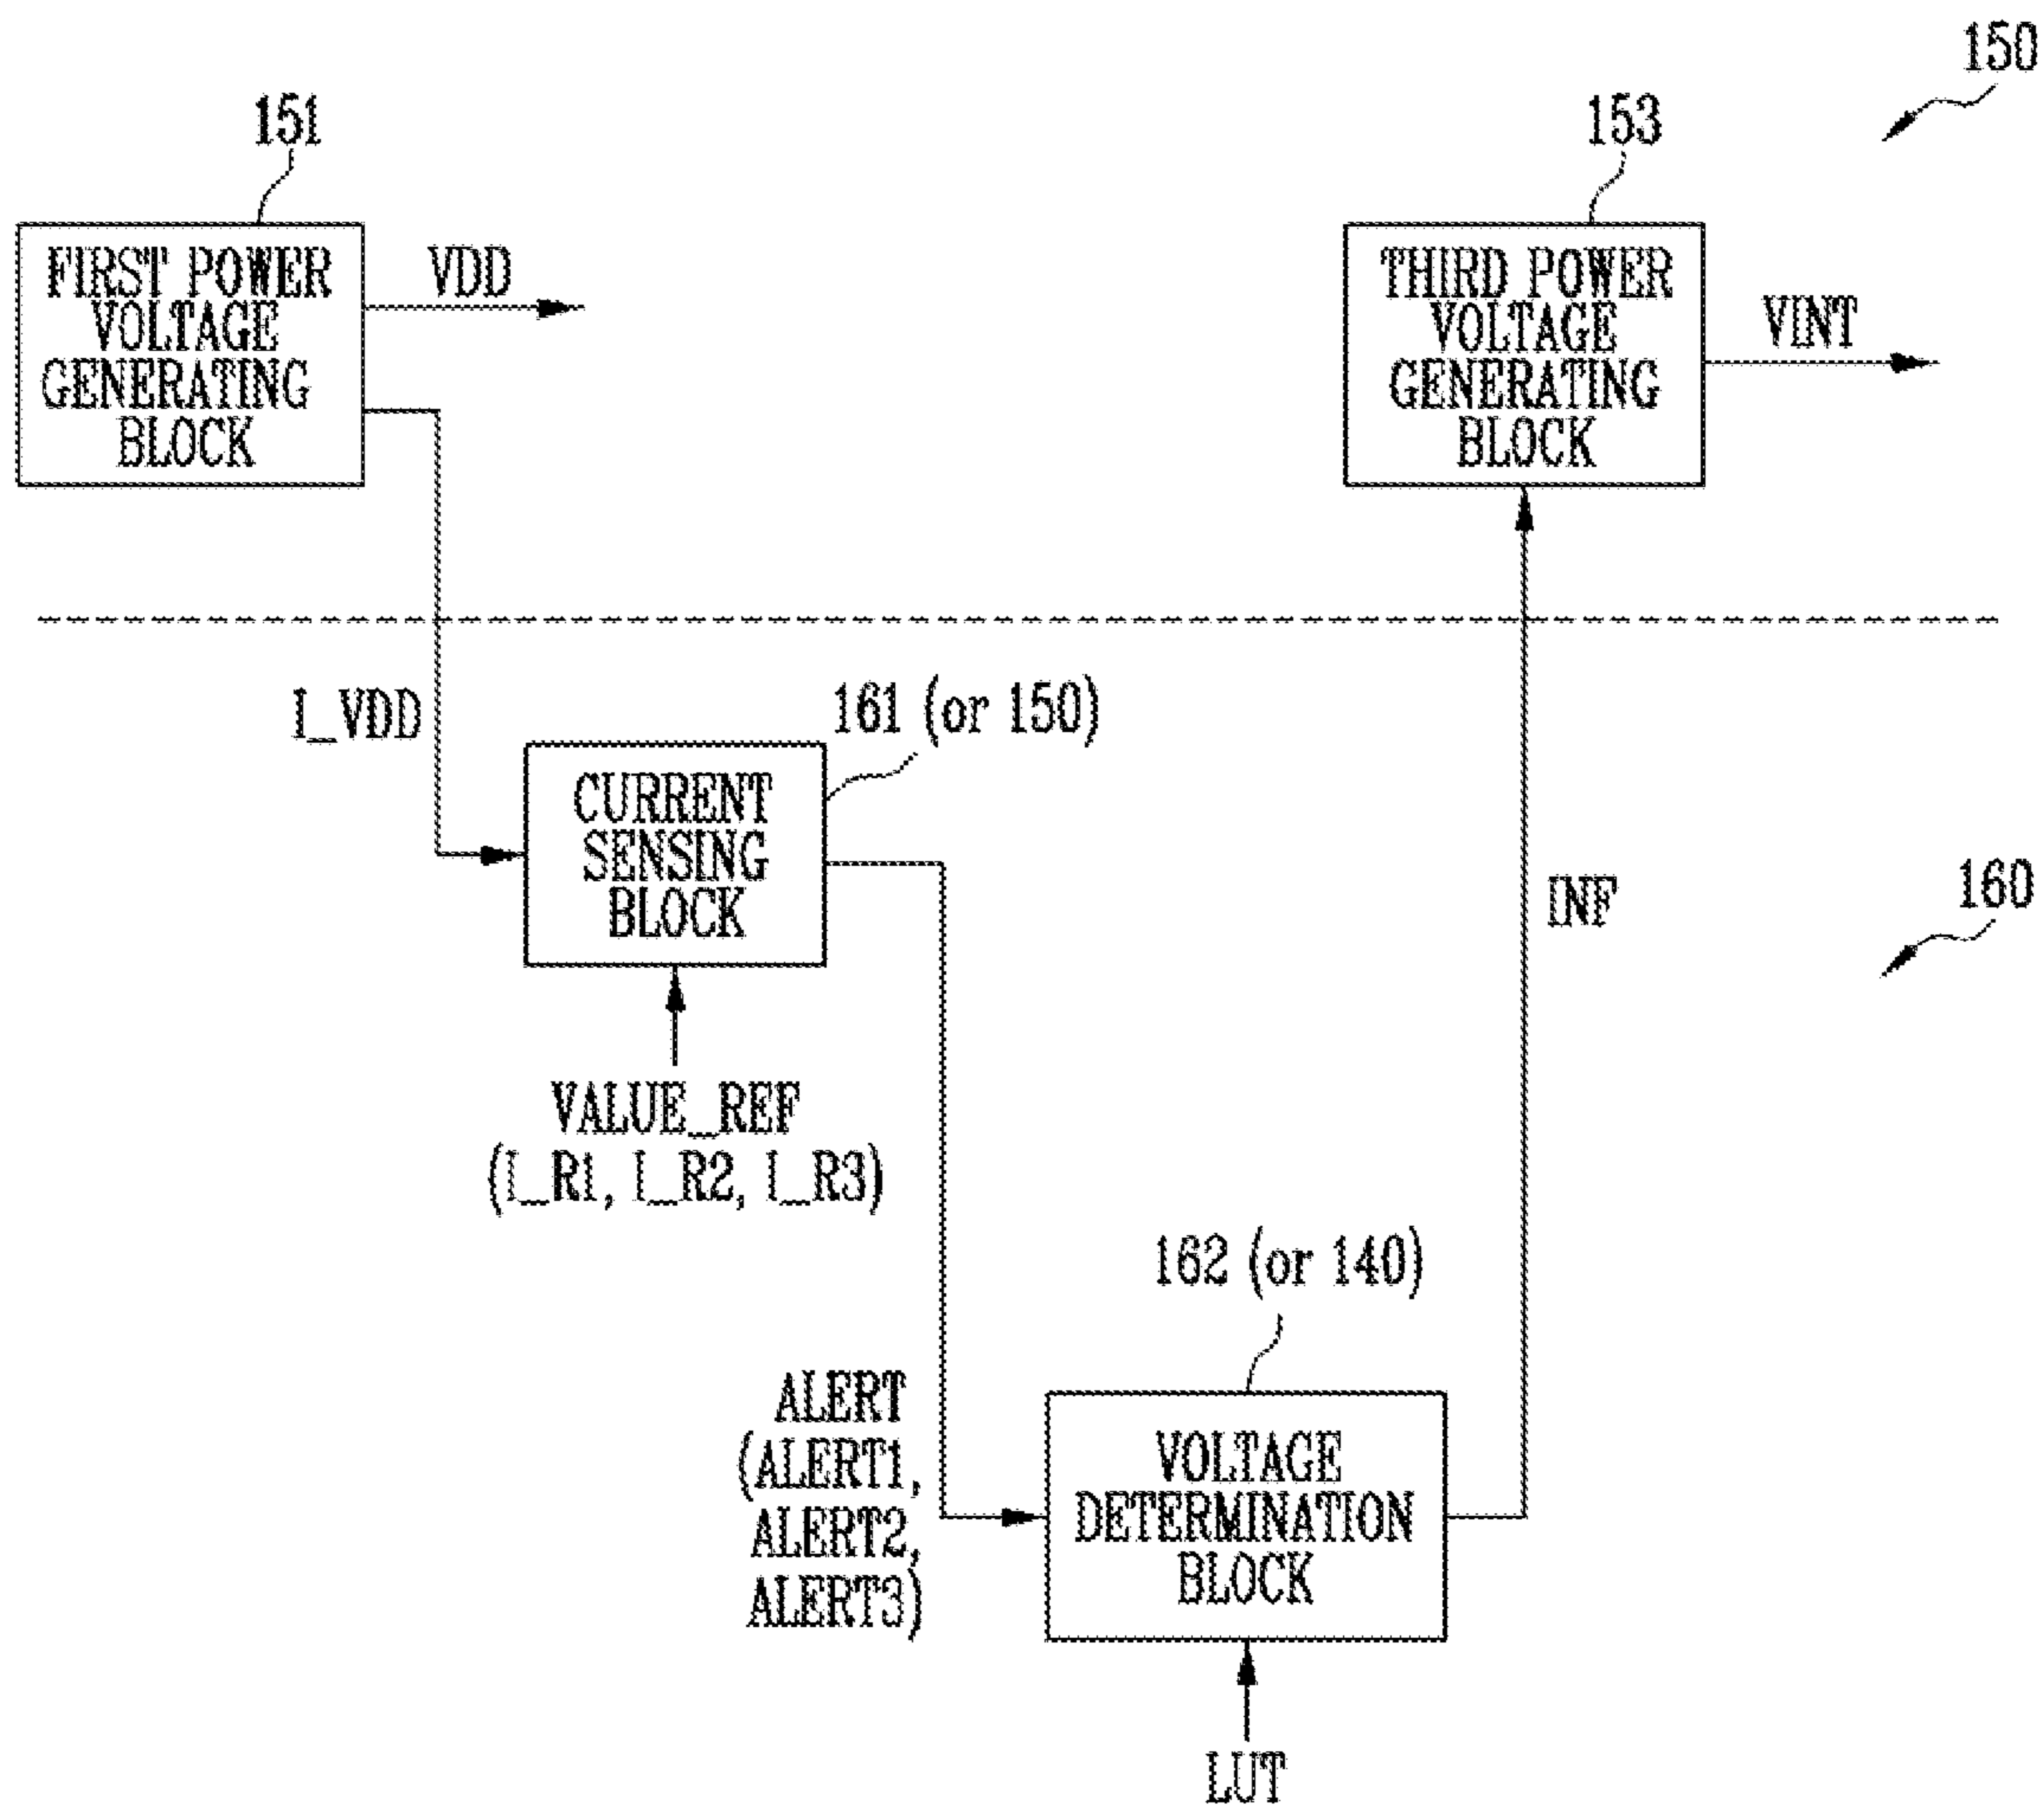 150
151
153
FIRST POWER
VOLTAGE
GENERATING
BLOCK
VDD
THIRD POWER
VOLTAGE
GENERATING
BLOCK
VINT
I_VDD
161 (or 150)
CURRENT
SENSING
BLOCK
INF
160
VALUE_REF
(I_R1, I_R2, I_R3)
162 (or 140)
ALERT
(ALERT1,
ALERT2,
ALERT3)
VOLTAGE
DETERMINATION
BLOCK
LUT